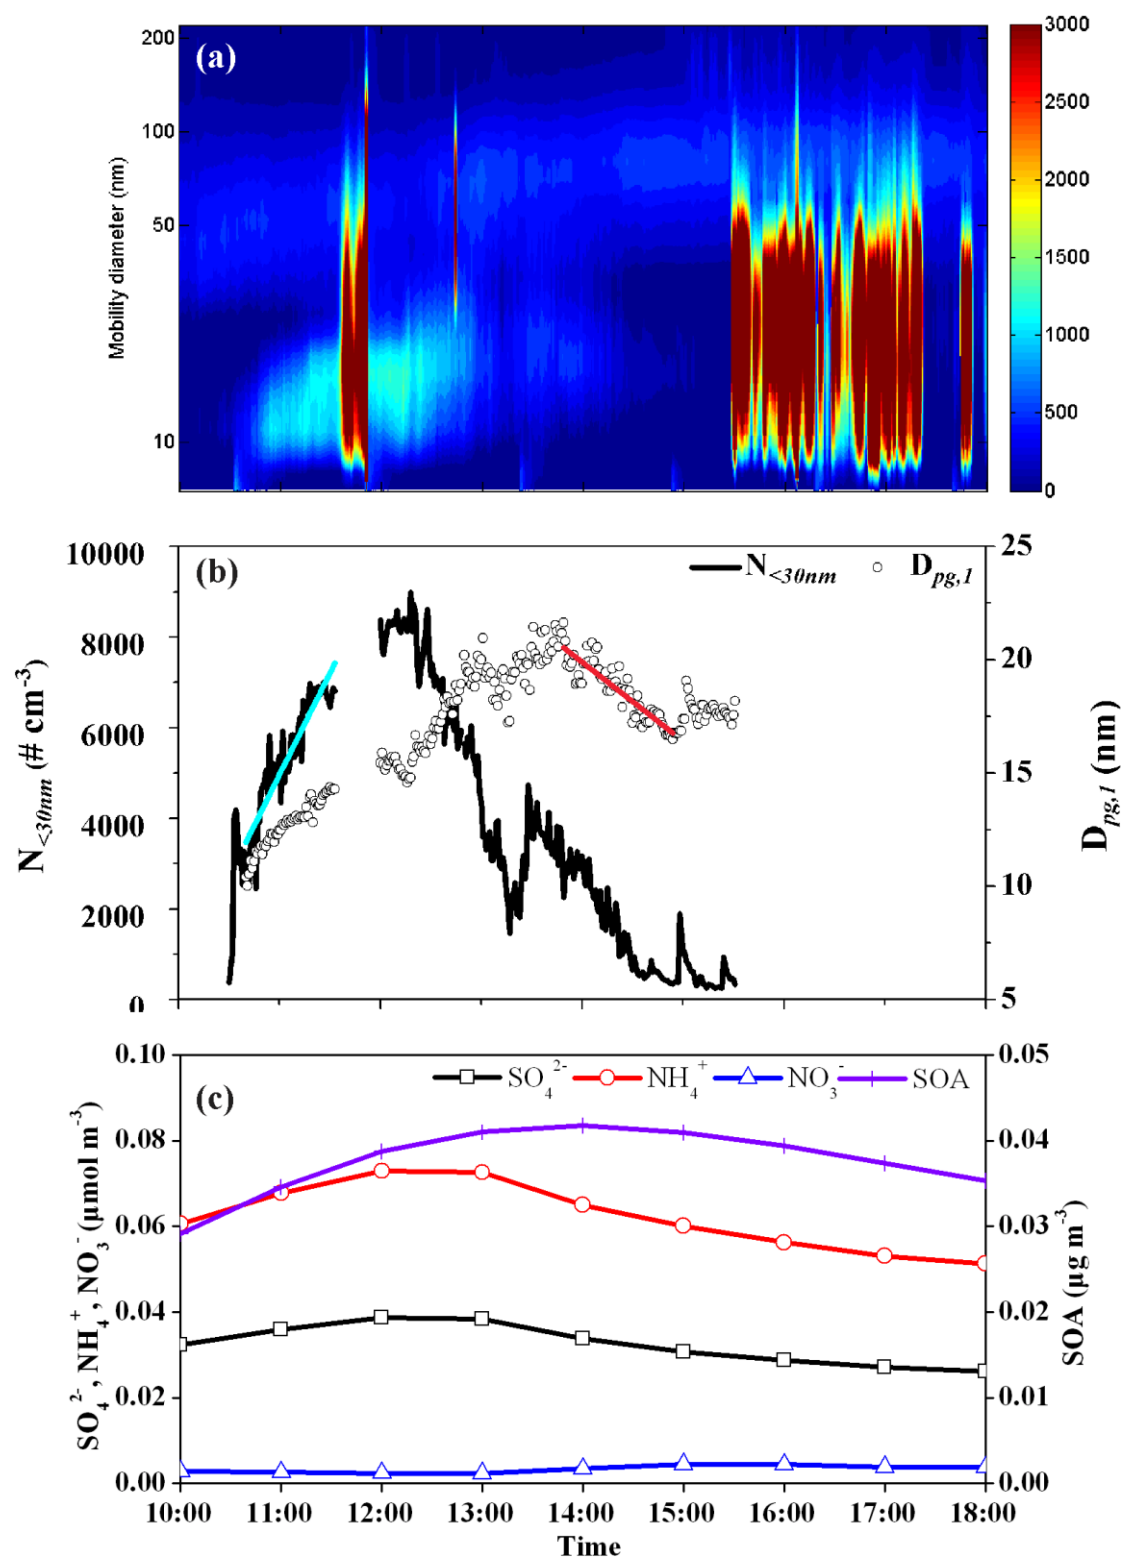 (a)
200
100
50
10
Mobility diameter (nm)
3000
2500
2000
1500
1000
500
0
(b)
N<30nm
Dpg,1
10000
8000
6000
4000
2000
0
N<30nm (# cm-3)
25
20
15
10
5
Dpg,1 (nm)
(c)
SO42- NH4+ NO3- SOA
0.10
0.08
0.06
0.04
0.02
0.00
SO42-, NH4+, NO3- (μmol m-3)
0.05
0.04
0.03
0.02
0.01
0.00
SOA (μg m-3)
10:00 11:00 12:00 13:00 14:00 15:00 16:00 17:00 18:00
Time